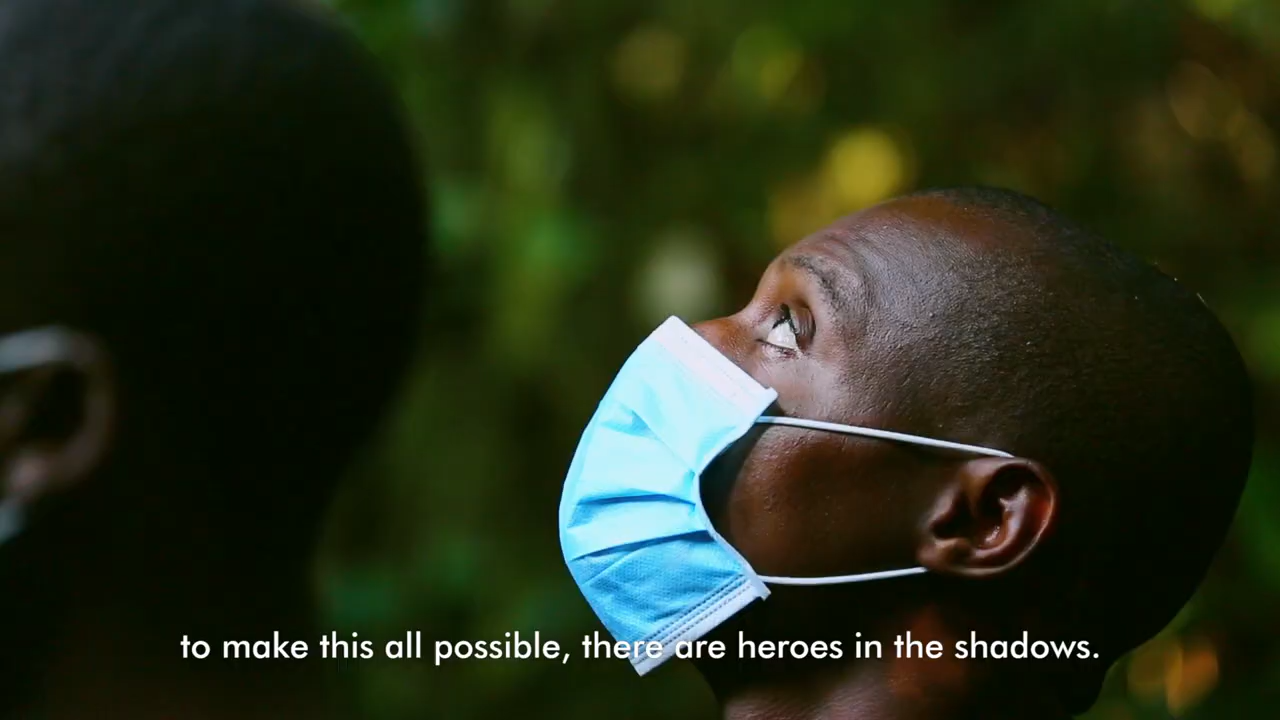 to make this all possible, there are heroes in the shadows.